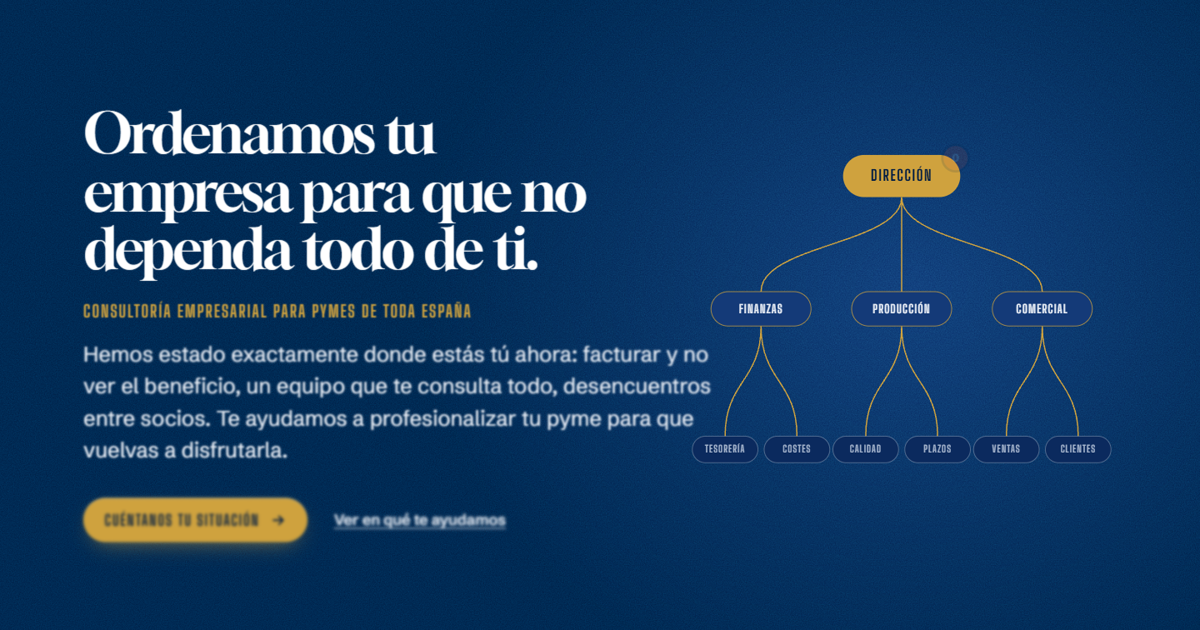 Ordenamos tu
empresa para que no
dependa todo de ti.
CONSULTORÍA EMPRESARIAL PARA PYMES DE TODA ESPAÑA
Hemos estado exactamente donde estás tú ahora: facturar y no
ver el beneficio, un equipo que te consulta todo, desencuentros
entre socios. Te ayudamos a profesionalizar tu pyme para que
vuelvas a disfrutarla.
CUÉNTANOS TU SITUACIÓN →
Ver en qué te ayudamos
DIRECCIÓN
FINANZAS
PRODUCCIÓN
COMERCIAL
TESORERÍA
COSTES
CALIDAD
PLAZOS
VENTAS
CLIENTES